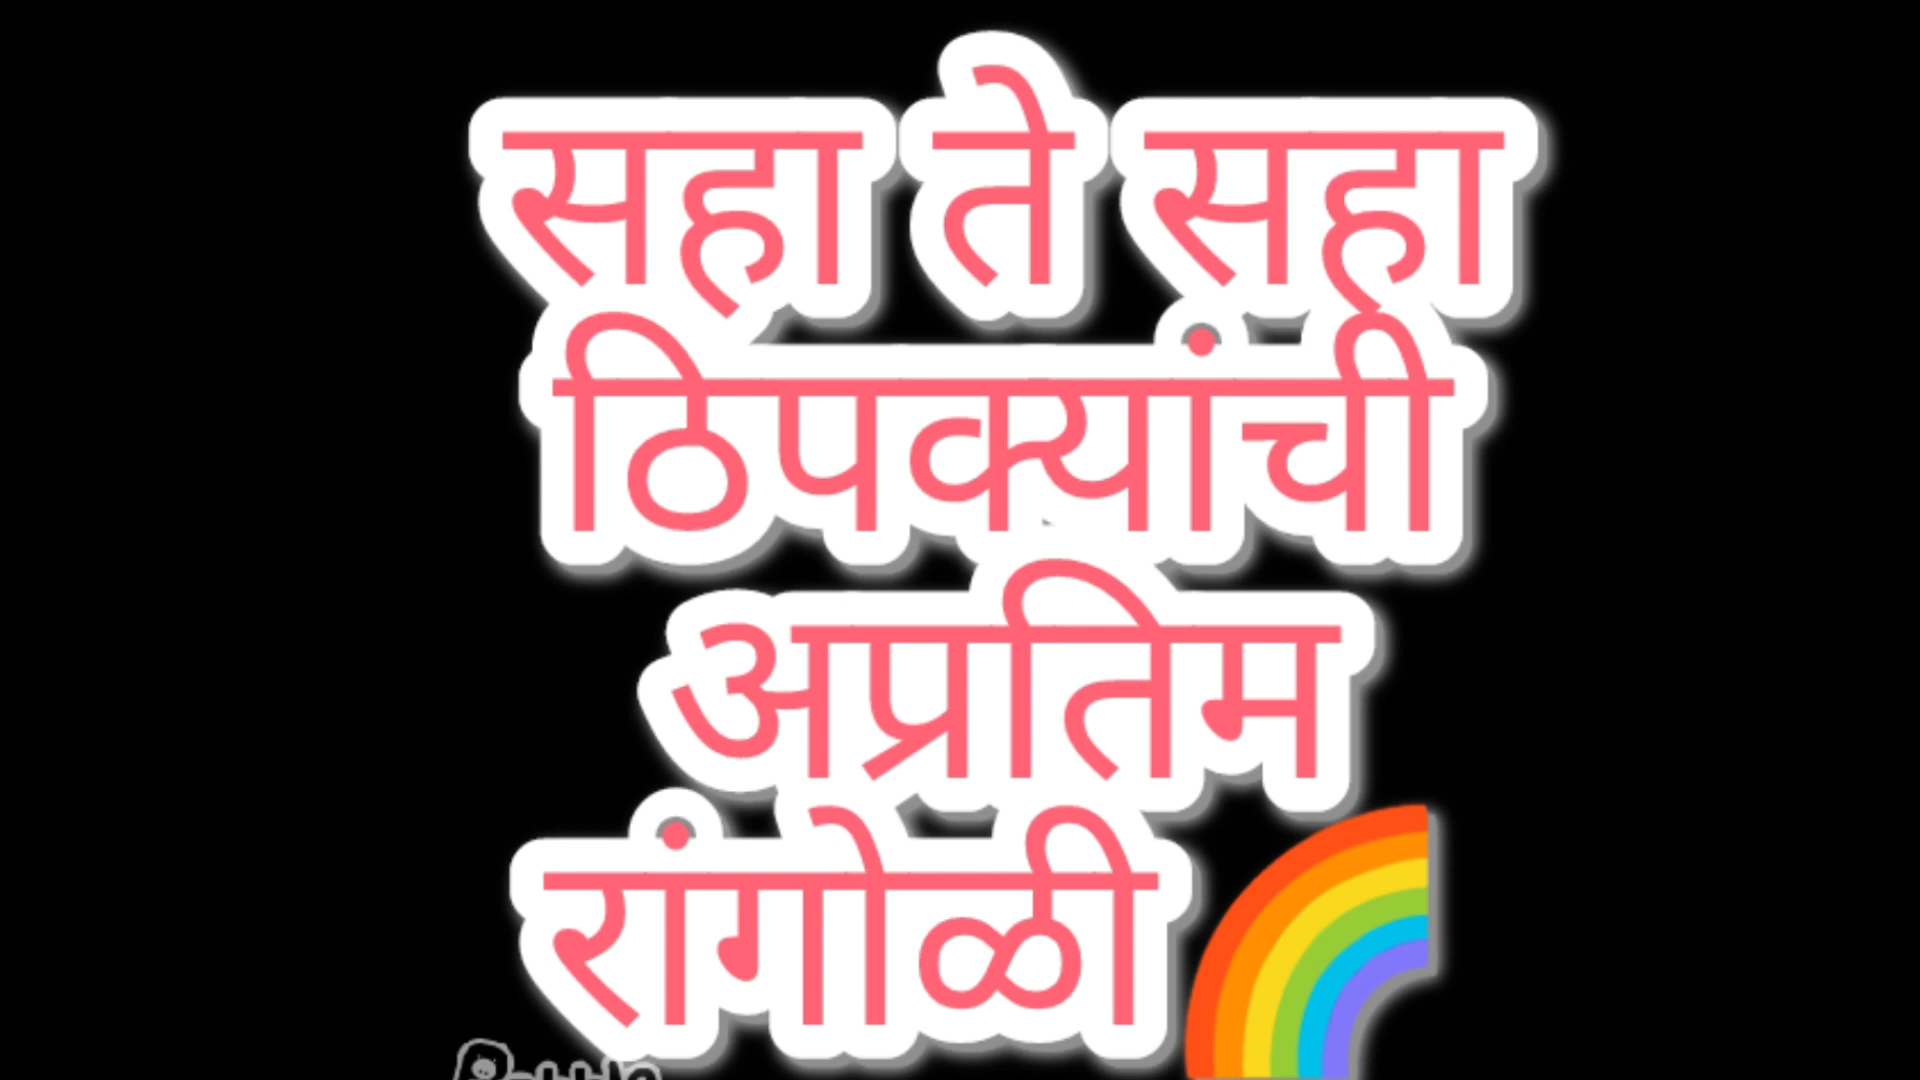 सहा ते सहा
ठिपक्यांची
अप्रतिम
रांगोळी